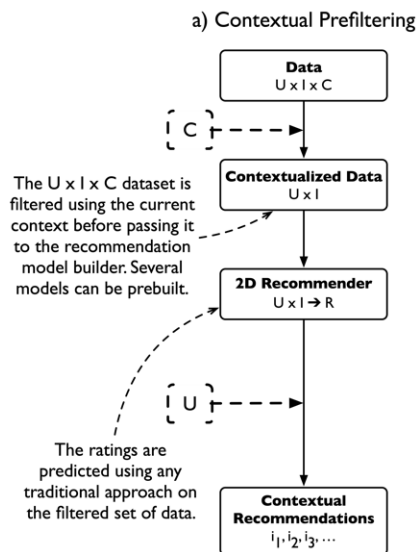 a) Contextual Prefiltering
Data
U x I x C
C
The U x I x C dataset is
filtered using the current
context before passing it
to the recommendation
model builder. Several
models can be prebuilt.
Contextualized Data
U x I
2D Recommender
U x I → R
U
The ratings are
predicted using any
traditional approach on
the filtered set of data.
Contextual
Recommendations
i₁, i₂, i₃, ...